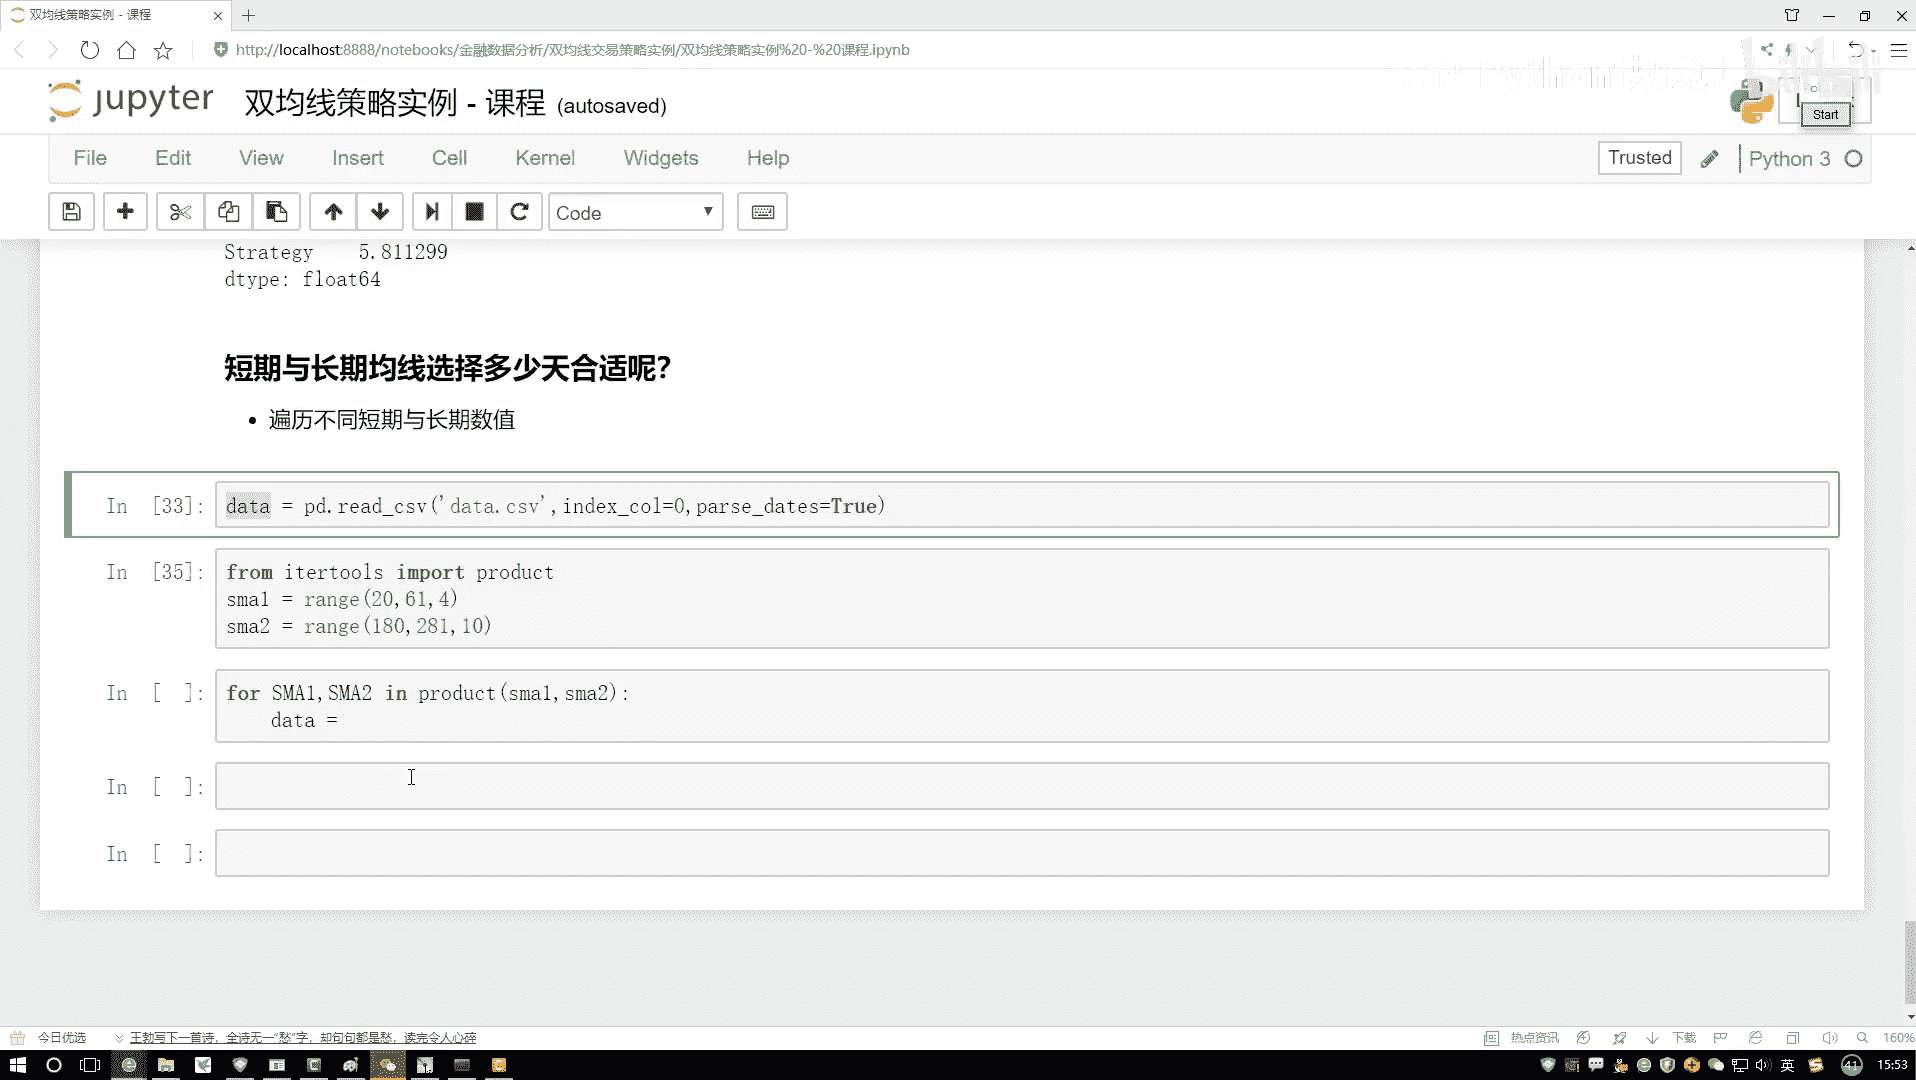 双均线策略实例 - 课程
http://localhost:8888/notebooks/金融数据分析/双均线交易策略实例/双均线策略实例%20-%20课程.ipynb
jupyter 双均线策略实例 - 课程 (autosaved)
Start
File Edit View Insert Cell Kernel Widgets Help Trusted Python 3
Code
Strategy 5.811299
dtype: float64
短期与长期均线选择多少天合适呢?
• 遍历不同短期与长期数值
In [33]: data = pd.read_csv('data.csv',index_col=0,parse_dates=True)
In [35]: from itertools import product
sma1 = range(20,61,4)
sma2 = range(180,281,10)
In [ ]: for SMA1,SMA2 in product(sma1,sma2):
data =
In [ ]:
In [ ]:
今日优选 王勃写下一首诗，全诗无一“愁”字，却句句都是愁，读完令人心碎 热点资讯 下载 160%
英 41 15:53